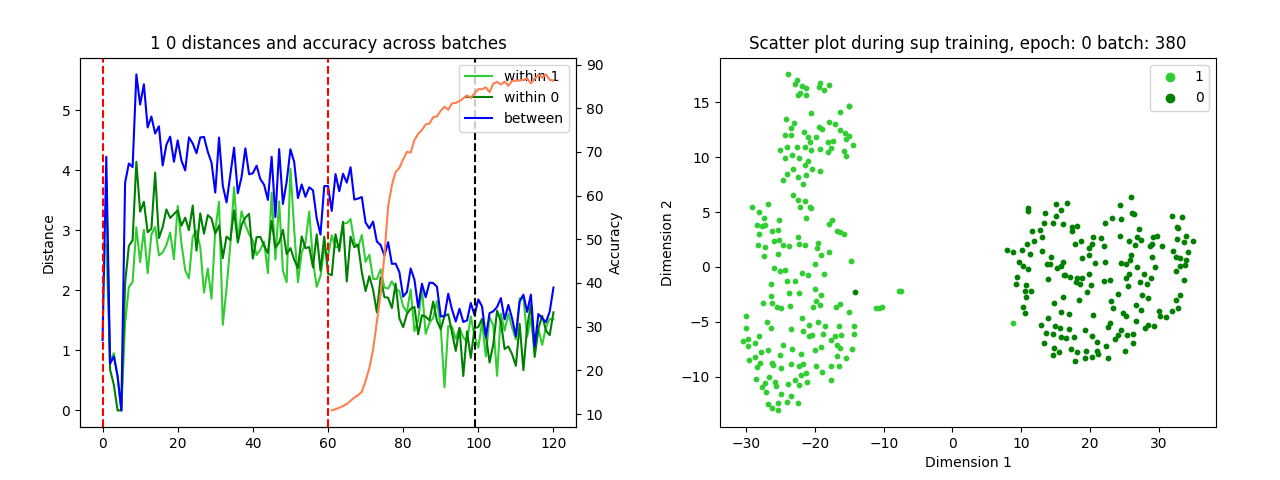 1 0 distances and accuracy across batches
Distance
5
4
3
2
1
0
0 20 40 60 80 100 120
90
80
70
60
50
40
30
20
10
Accuracy
within 1
within 0
between
Scatter plot during sup training, epoch: 0 batch: 380
Dimension 2
15
10
5
0
−5
−10
−30 −20 −10 0 10 20 30
Dimension 1
1
0